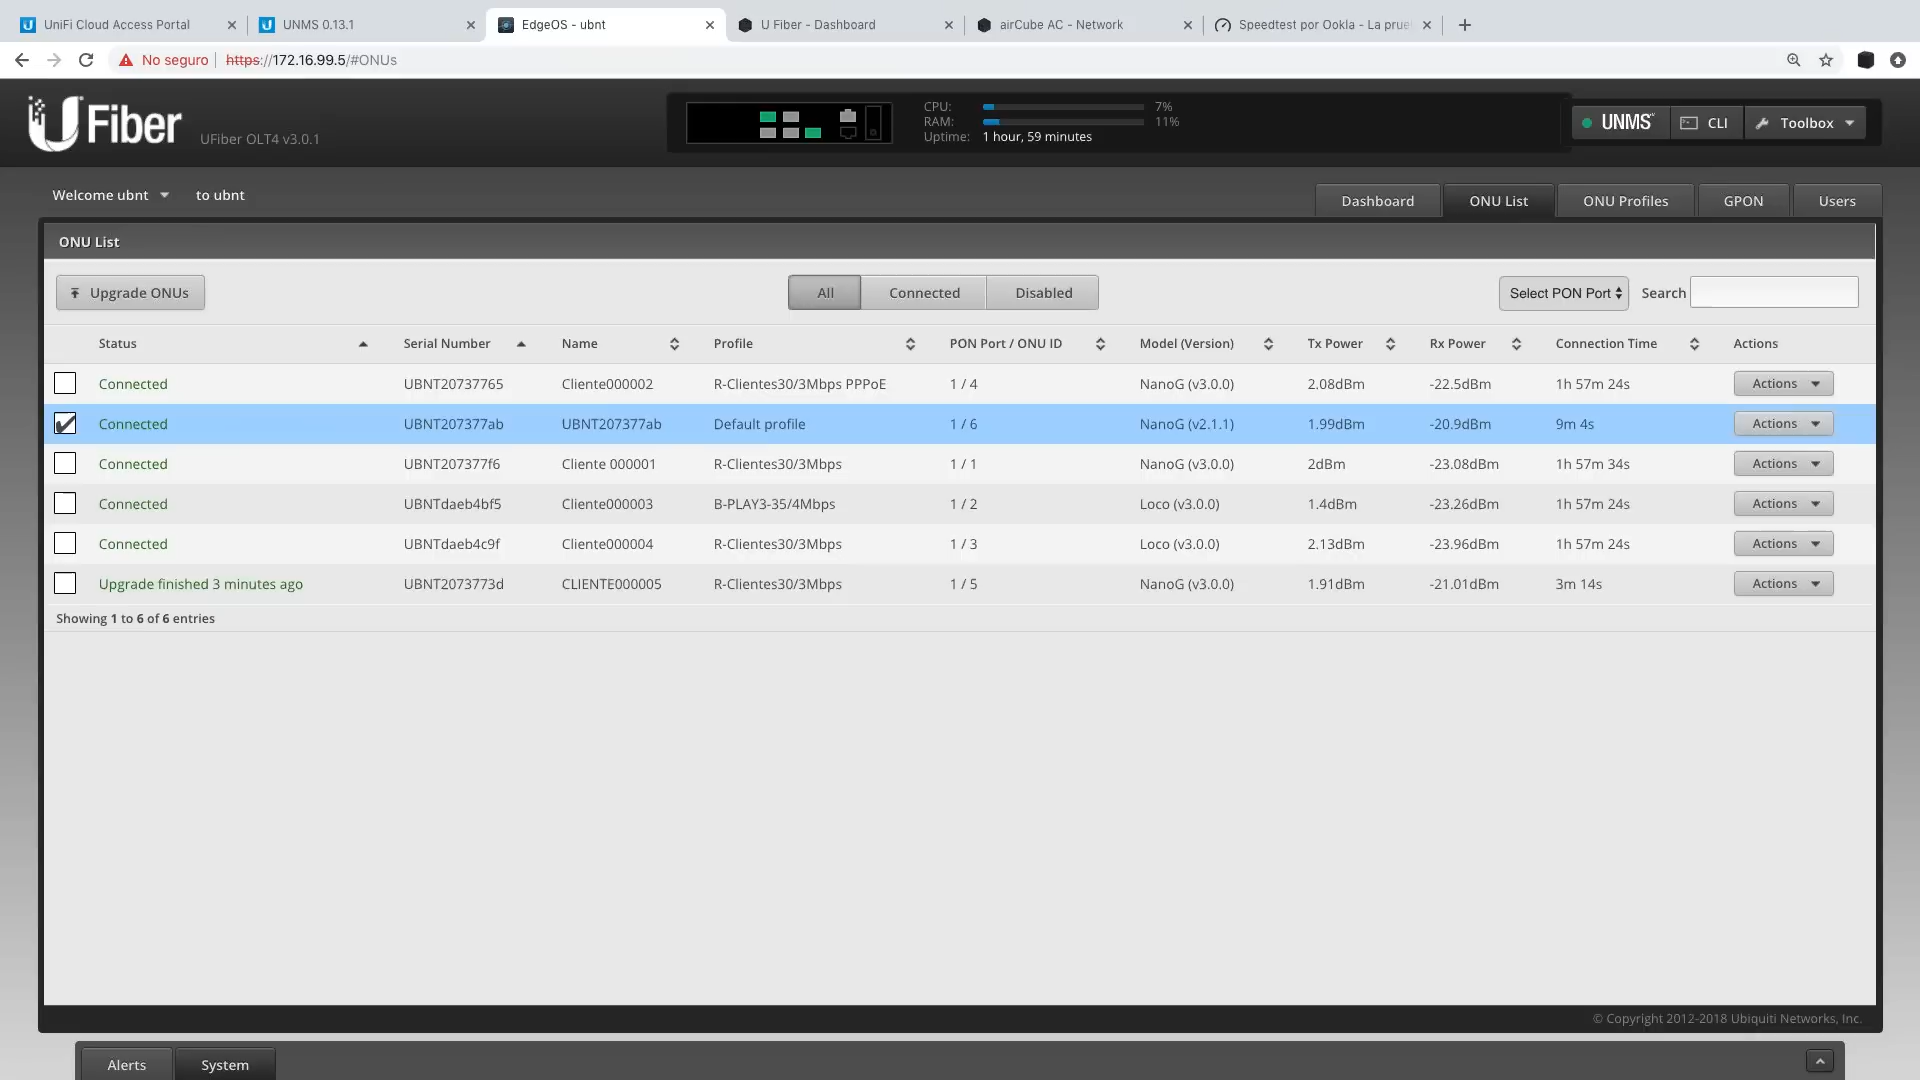 UniFi Cloud Access Portal
UNMS 0.13.1
EdgeOS - ubnt
U Fiber - Dashboard
airCube AC - Network
Speedtest por Ookla - La prue
No seguro
https://172.16.99.5/#ONUs
U Fiber
UFiber OLT4 v3.0.1
CPU: 7%
RAM: 11%
Uptime: 1 hour, 59 minutes
UNMS
CLI
Toolbox
Welcome ubnt to ubnt
Dashboard
ONU List
ONU Profiles
GPON
Users
ONU List
Upgrade ONUs
All
Connected
Disabled
Select PON Port
Search
Status Serial Number Name Profile PON Port / ONU ID Model (Version) Tx Power Rx Power Connection Time Actions
Connected UBNT20737765 Cliente000002 R-Clientes30/3Mbps PPPoE 1 / 4 NanoG (v3.0.0) 2.08dBm -22.5dBm 1h 57m 24s Actions
Connected UBNT207377ab UBNT207377ab Default profile 1 / 6 NanoG (v2.1.1) 1.99dBm -20.9dBm 9m 4s Actions
Connected UBNT207377f6 Cliente 000001 R-Clientes30/3Mbps 1 / 1 NanoG (v3.0.0) 2dBm -23.08dBm 1h 57m 34s Actions
Connected UBNTdaeb4bf5 Cliente000003 B-PLAY3-35/4Mbps 1 / 2 Loco (v3.0.0) 1.4dBm -23.26dBm 1h 57m 24s Actions
Connected UBNTdaeb4c9f Cliente000004 R-Clientes30/3Mbps 1 / 3 Loco (v3.0.0) 2.13dBm -23.96dBm 1h 57m 24s Actions
Upgrade finished 3 minutes ago UBNT2073773d CLIENTE000005 R-Clientes30/3Mbps 1 / 5 NanoG (v3.0.0) 1.91dBm -21.01dBm 3m 14s Actions
Showing 1 to 6 of 6 entries
© Copyright 2012-2018 Ubiquiti Networks, Inc.
Alerts
System